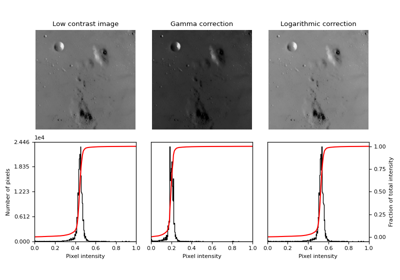 Low contrast image
Gamma correction
Logarithmic correction
1e4
2.446
1.835
1.223
0.612
0.000
Number of pixels
0.0 0.2 0.4 0.6 0.8 1.0
Pixel intensity
0.0 0.2 0.4 0.6 0.8 1.0
Pixel intensity
0.0 0.2 0.4 0.6 0.8 1.0
Pixel intensity
1.00
0.75
0.50
0.25
0.00
Fraction of total intensity